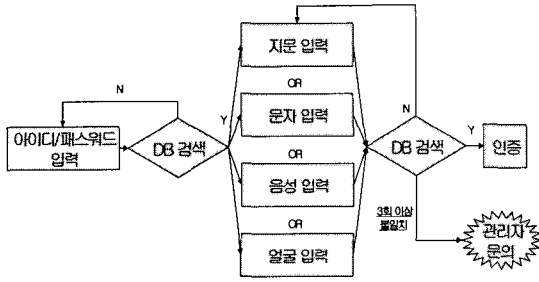 지문 입력
N
OR
N
아이디/패스워드
입력
DB 검색
Y
문자 입력
OR
DB 검색
Y
인증
음성 입력
OR
3회 이상
불일치
관리자
문의
얼굴 입력